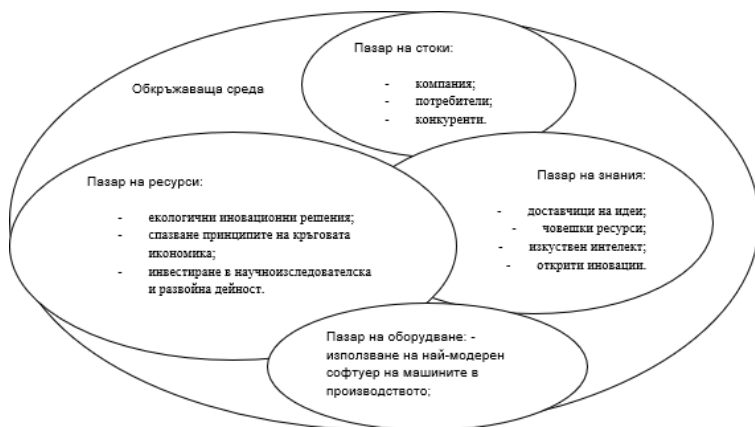 Пазар на стоки:
- компания;
- потребители;
- конкуренти.
Обкръжаваща среда
Пазар на ресурси:
- екологични иновационни решения;
- спазване принципите на кръговата
икономика;
- инвестиране в научноизследователска
и развойна дейност.
Пазар на знания:
- доставчици на идеи;
- човешки ресурси;
- изкуствен интелект;
- открити иновации.
Пазар на оборудване: -
използване на най-модерен
софтуер на машините в
производството;